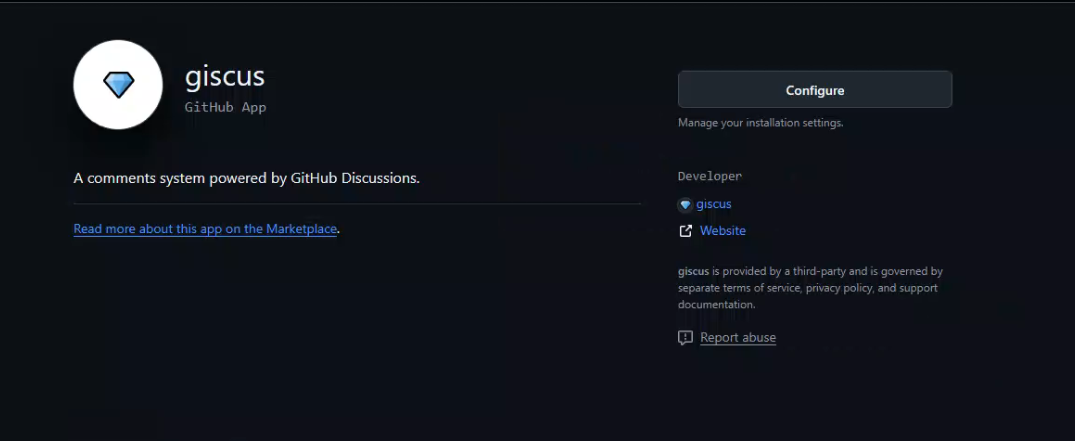 giscus
GitHub App
A comments system powered by GitHub Discussions.
Read more about this app on the Marketplace.
Configure
Manage your installation settings.
Developer
giscus
Website
giscus is provided by a third-party and is governed by
separate terms of service, privacy policy, and support
documentation.
Report abuse